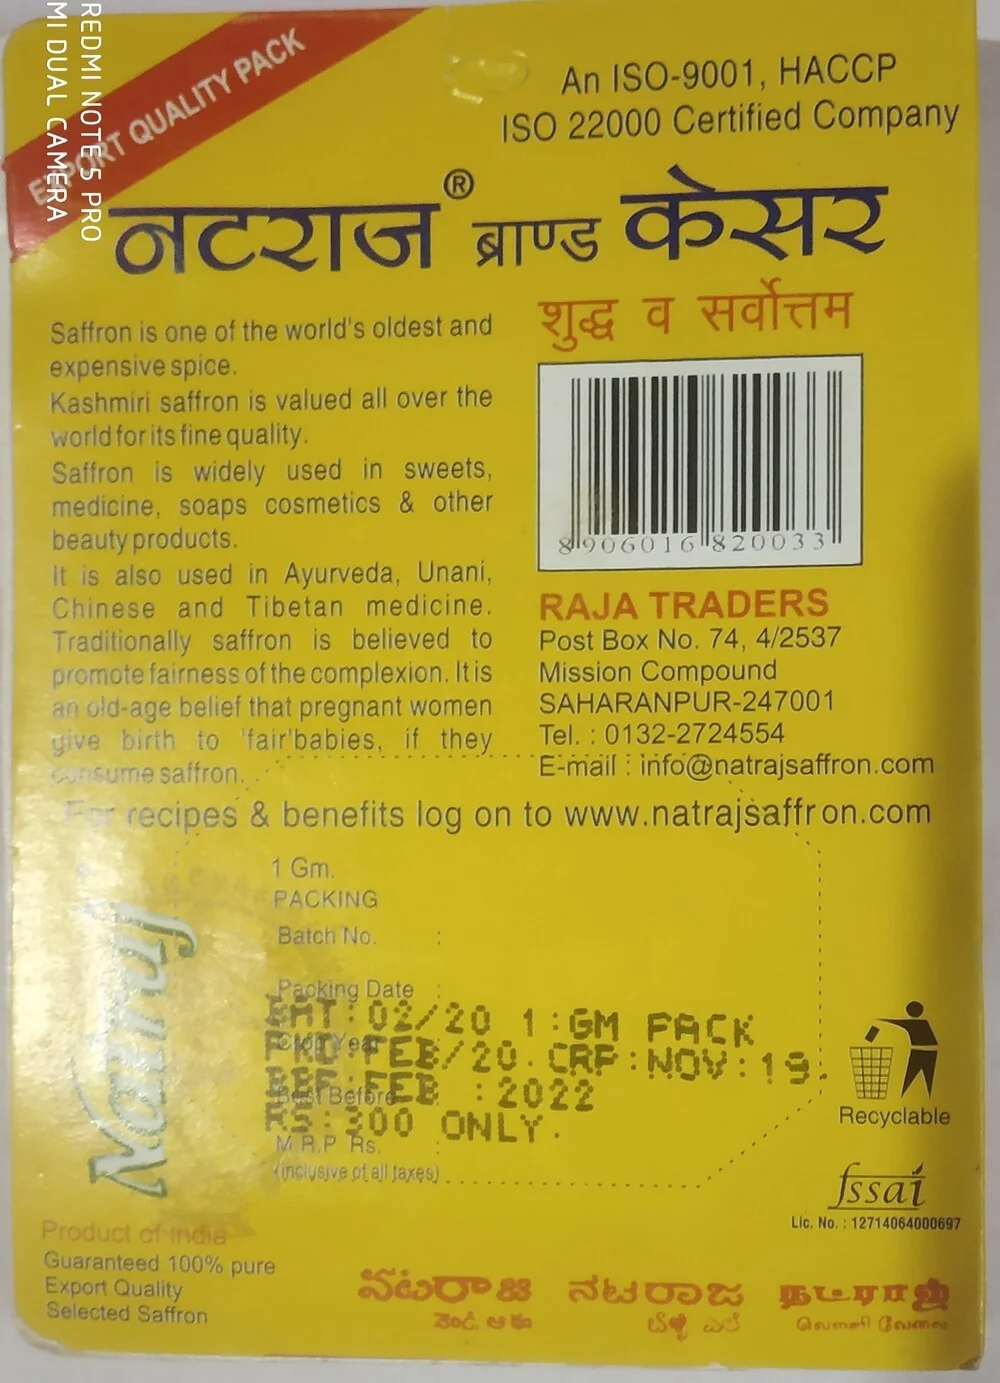 REDMI NOTE 5 PRO
MI DUAL CAMERA
EXPORT QUALITY PACK
An ISO-9001, HACCP
ISO 22000 Certified Company
नटराज® ब्राण्ड केसर
शुद्ध व सर्वोत्तम
Saffron is one of the world's oldest and
expensive spice.
Kashmiri saffron is valued all over the
world for its fine quality.
Saffron is widely used in sweets,
medicine, soaps cosmetics & other
beauty products.
It is also used in Ayurveda, Unani,
Chinese and Tibetan medicine.
Traditionally saffron is believed to
promote fairness of the complexion. It is
an old-age belief that pregnant women
give birth to 'fair'babies, if they
consume saffron.
8 906016 820033
RAJA TRADERS
Post Box No. 74, 4/2537
Mission Compound
SAHARANPUR-247001
Tel. : 0132-2724554
E-mail : info@natrajsaffron.com
For recipes & benefits log on to www.natrajsaffron.com
Natraj
1 Gm.
PACKING
Batch No. :
Packing Date :
BAT:02/20 1:GM PACK
Crop Year
PKD:FEB/20. CRP:NOV:19.
Best Before
BBF:FEB :2022
RS:300 ONLY.
M.R.P. Rs.
(inclusive of all taxes)
Recyclable
fssai
Lic. No. : 12714064000697
Product of India
Guaranteed 100% pure
Export Quality
Selected Saffron
నటరాజ ನಟರಾಜ நடராஜ்